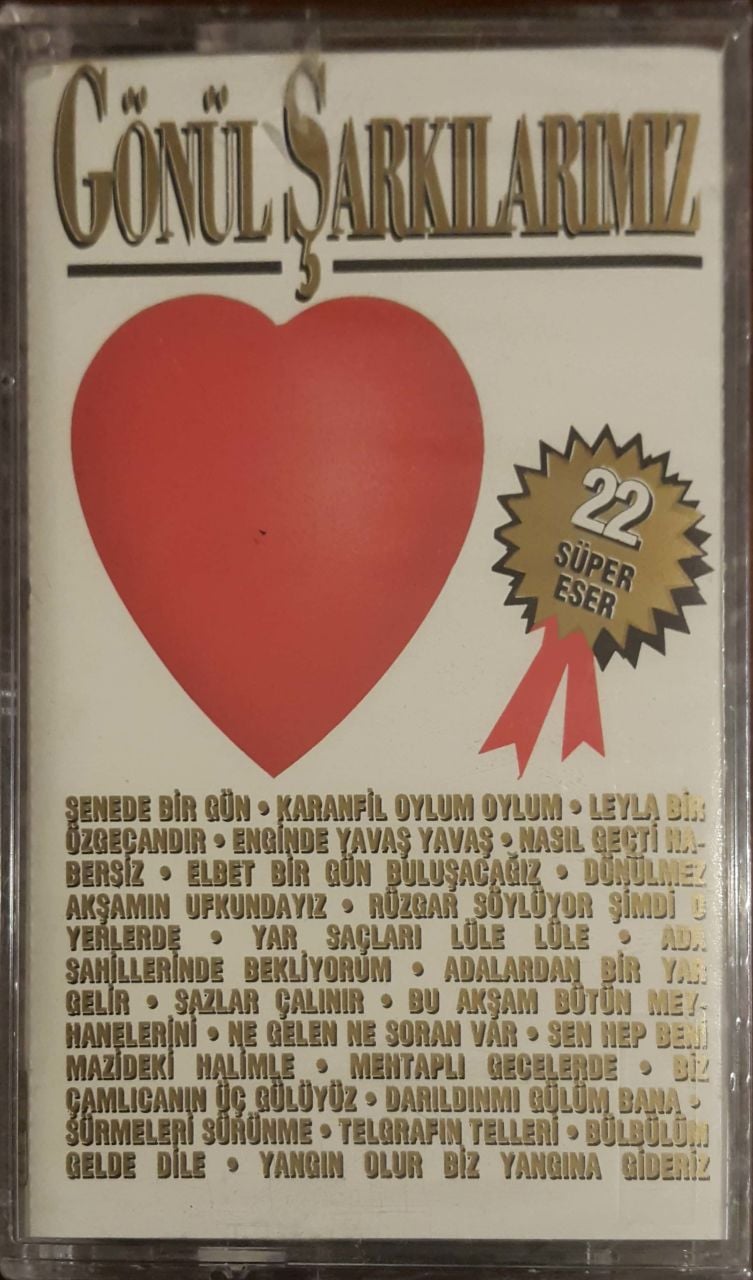 GÖNÜL ŞARKILARIMIZ
22
SÜPER
ESER
SENEDE BİR GÜN • KARANFİL OYLUM OYLUM • LEYLA BİR
ÖZGEÇANDIR • ENGİNDE YAVAŞ YAVAŞ • NASIL GEÇTİ HA-
BERSİZ • ELBET BİR GÜN BULUŞACAĞIZ • DÖNÜLMEZ
AKŞAMIN UFKUNDAYIZ • RÜZGAR SÖYLÜYOR ŞİMDİ O
YERLERDE • YAR SAÇLARI LÜLE LÜLE • ADA
SAHİLLERİNDE BEKLİYORUM • ADALARDAN BİR YAR
GELİR • SAZLAR ÇALINIR • BU AKŞAM BÜTÜN MEY-
HANELERİNİ • NE GELEN NE SORAN VAR • SEN HEP BENİ
MAZİDEKİ HALİMLE • MEHTAPLI GECELERDE • BİZ
ÇAMLICANIN ÜÇ GÜLÜYÜZ • DARILDINMI GÜLÜM BANA •
SÜRMELERİ SÜRÜNME • TELGRAFIN TELLERİ • BÜLBÜLÜM
GELDE DİLE • YANGIN OLUR BİZ YANGINA GİDERİZ